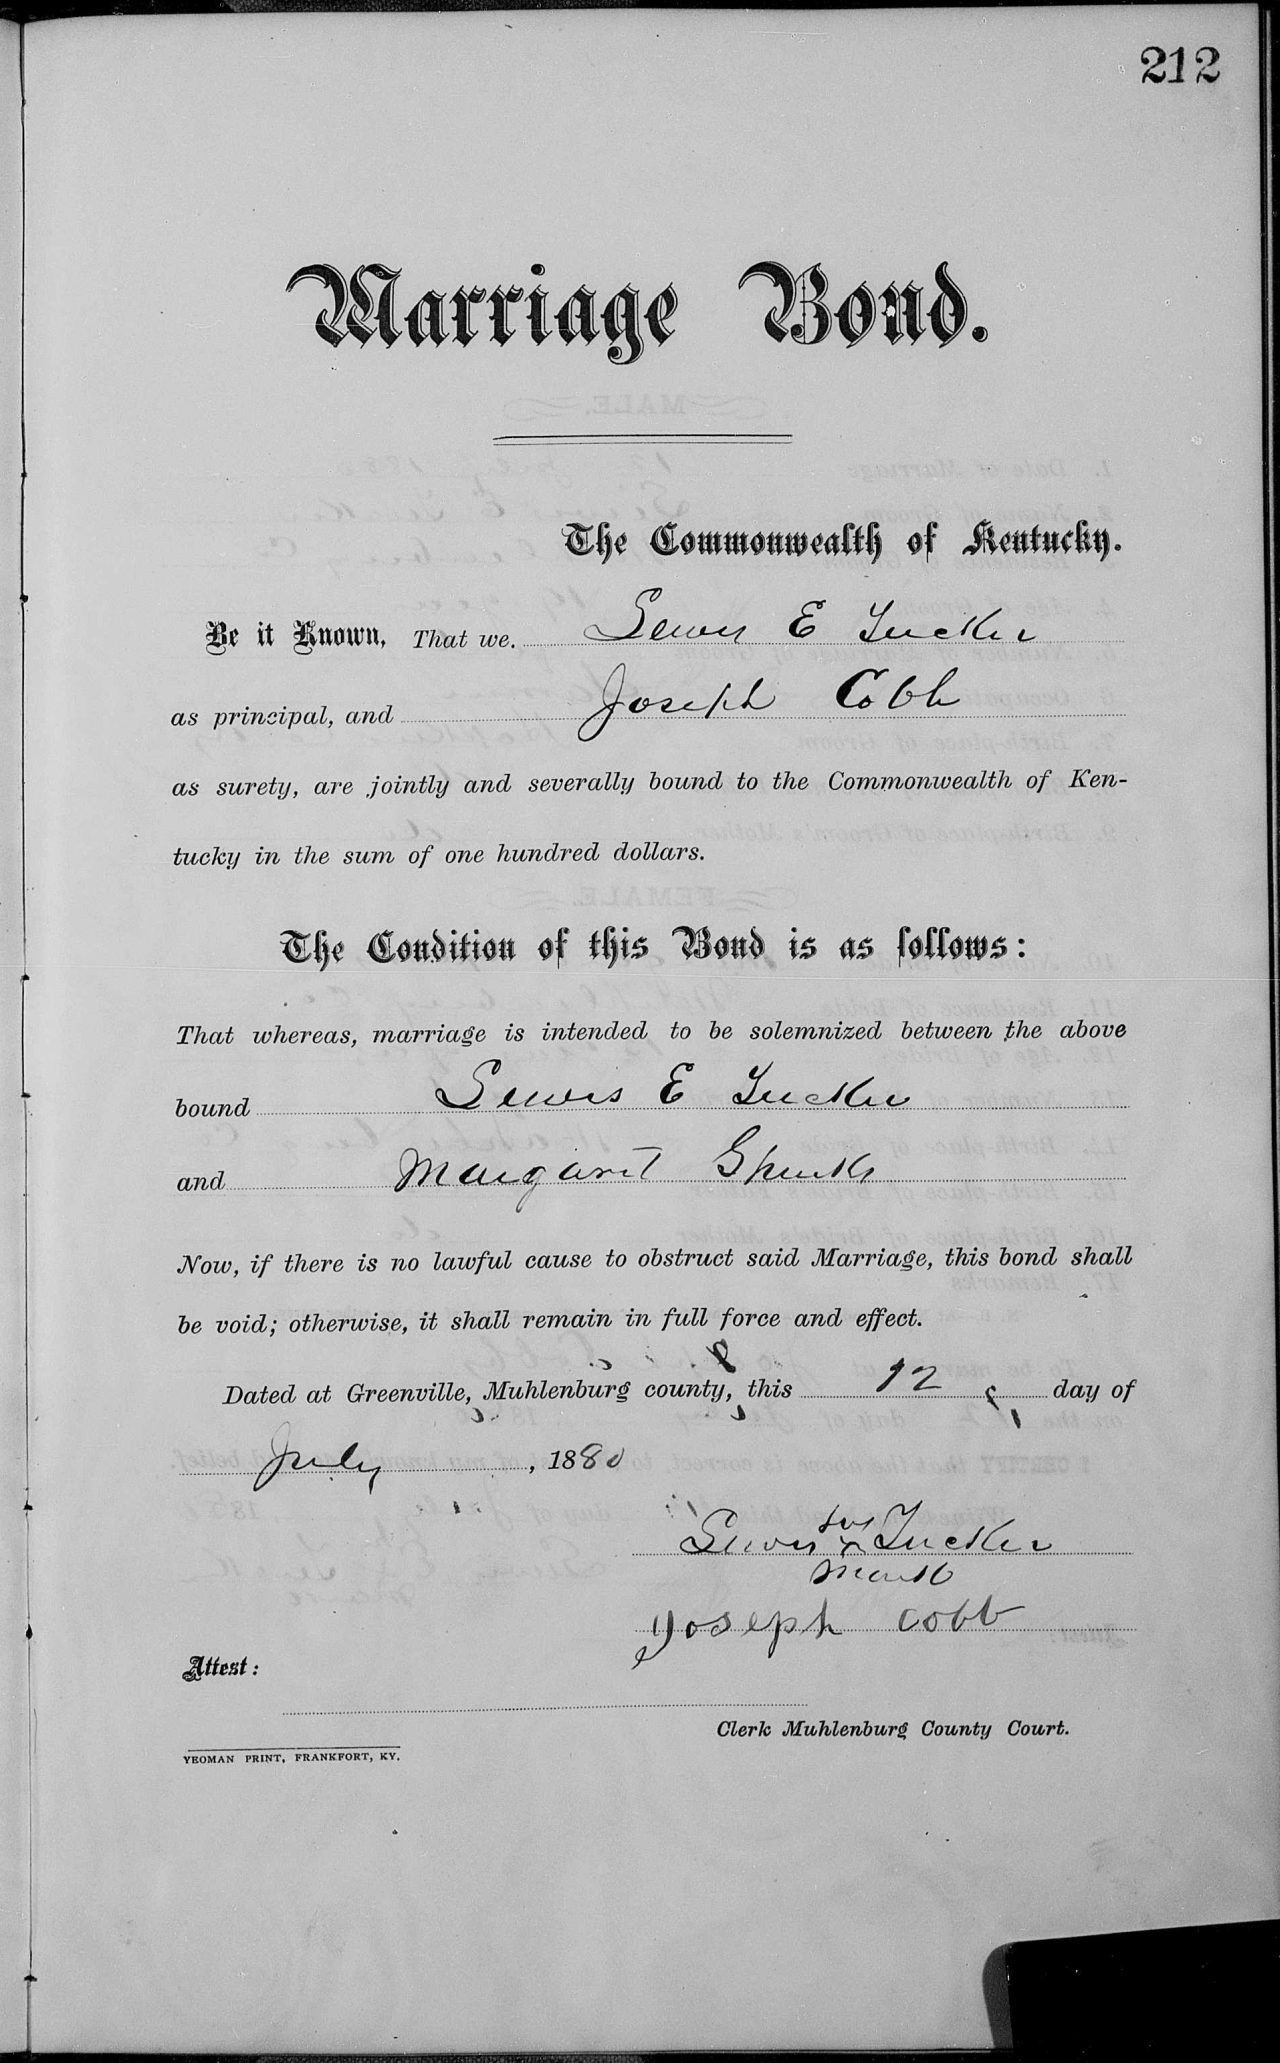 212
Marriage Bond.
The Commonwealth of Kentucky.
Be it Known, That we. Lewis E Tucker
as principal, and Joseph Cobb
as surety, are jointly and severally bound to the Commonwealth of Ken-
tucky in the sum of one hundred dollars.
The Condition of this Bond is as follows:
That whereas, marriage is intended to be solemnized between the above
bound Lewis E Tucker
and Margaret
Now, if there is no lawful cause to obstruct said Marriage, this bond shall
be void; otherwise, it shall remain in full force and effect.
Dated at Greenville, Muhlenburg county, this 12 day of
July, 1880
his
Lewis x Tucker
mark
Joseph Cobb
Attest:
Clerk Muhlenburg County Court.
YEOMAN PRINT, FRANKFORT, KY.